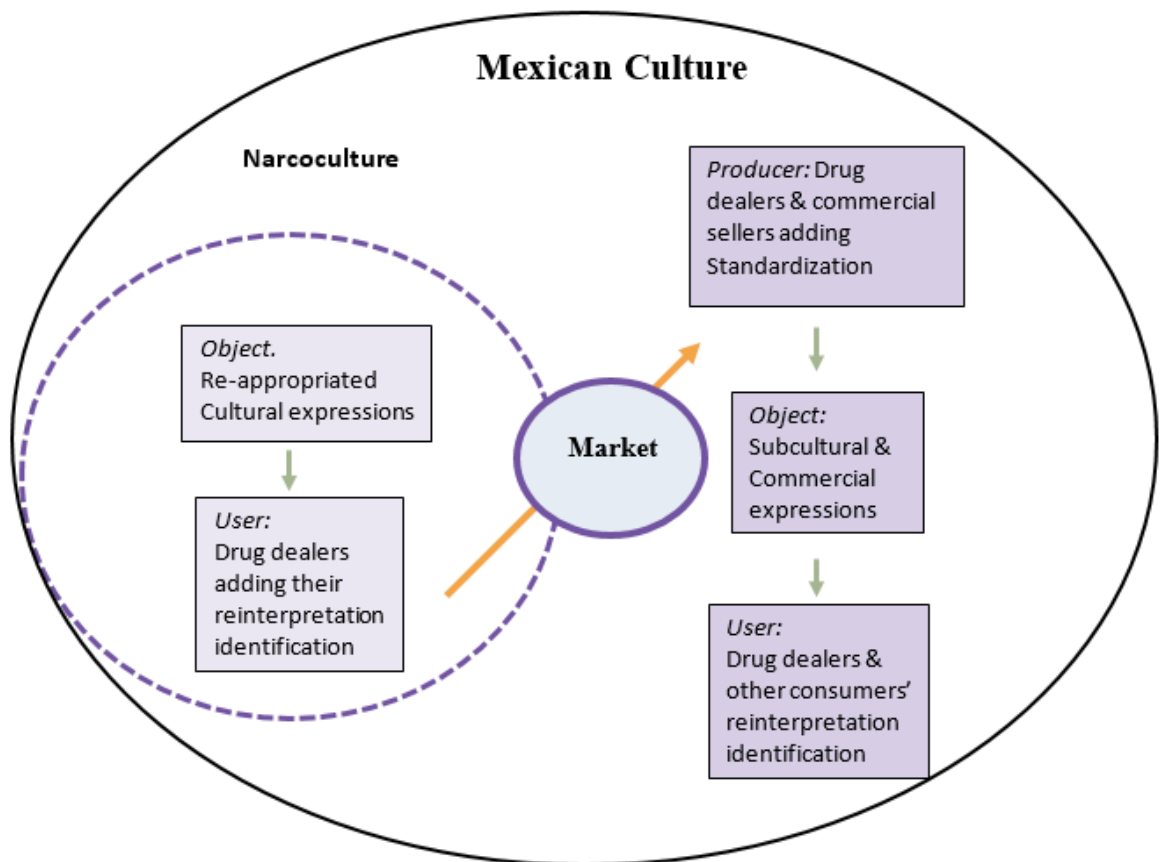 Mexican Culture
Narcoculture
Object.
Re-appropriated
Cultural expressions
User:
Drug dealers
adding their
reinterpretation
identification
Market
Producer: Drug
dealers & commercial
sellers adding
Standardization
Object:
Subcultural &
Commercial
expressions
User:
Drug dealers &
other consumers’
reinterpretation
identification